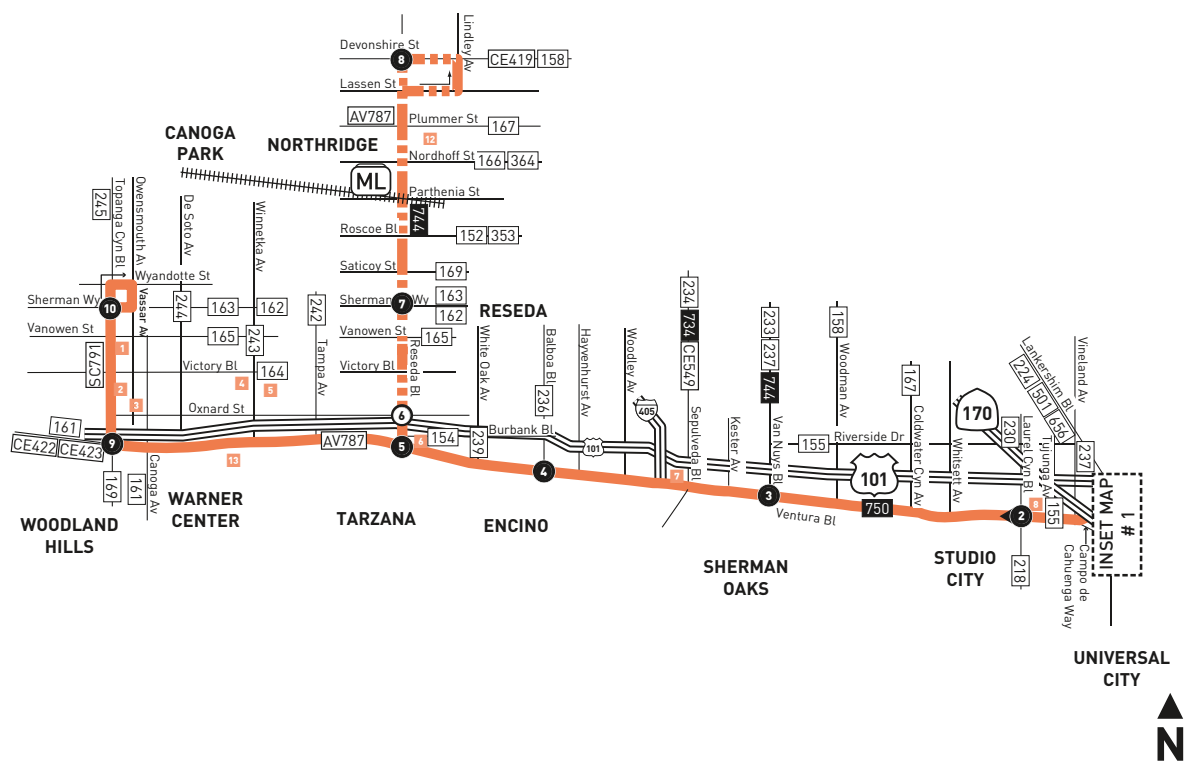 Devonshire St
8
Lindley Av
CE419
158
Lassen St
AV787
Plummer St
167
12
CANOGA
PARK
NORTHRIDGE
Nordhoff St
166
364
ML
Parthenia St
744
Roscoe Bl
152
353
Saticoy St
169
Sherman Wy
7
163
162
RESEDA
Vanowen St
165
Victory Bl
Reseda Bl
245
Topanga Cyn Bl
Owensmouth Av
De Soto Av
Winnetka Av
Wyandotte St
Sherman Wy
10
Vassar Av
244
163
162
242
Vanowen St
165
243
SC791
1
Victory Bl
164
2
4
5
3
Tampa Av
Oxnard St
6
161
CE422
CE423
9
AV787
5
6
154
239
White Oak Av
Burbank Bl
Balboa Bl
236
Hayvenhurst Av
Woodley Av
405
101
234
734
CE549
Sepulveda Bl
7
Kester Av
233
237
744
Van Nuys Bl
158
Woodman Av
155
Riverside Dr
167
Coldwater Cyn Av
Whitsett Av
170
101
230
Laurel Cyn Bl
Tujunga Av
Lankershim Bl
224
501
656
Vineland Av
237
13
169
161
Canoga Av
4
3
Ventura Bl
750
2
8
155
218
INSET MAP
# 1
Campo de
Cahuenga Way
WOODLAND
HILLS
WARNER
CENTER
TARZANA
ENCINO
SHERMAN
OAKS
STUDIO
CITY
UNIVERSAL
CITY
N